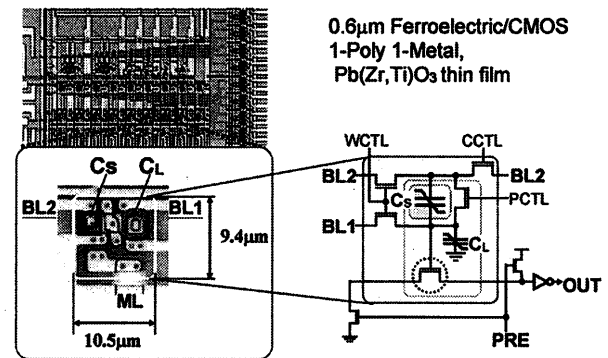 0.6μm Ferroelectric/CMOS
1-Poly 1-Metal,
Pb(Zr,Ti)O₃ thin film
Cs
CL
BL2
BL1
9.4μm
ML
10.5μm
WCTL
CCTL
BL2
BL2
Cs
PCTL
BL1
CL
OUT
PRE